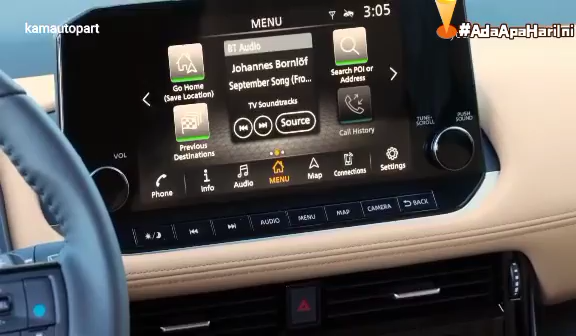 kamautopart
#AdaApaHariIni
MENU
3:05
Go Home
(Save Location)
BT Audio
Johannes Bornlöf
September Song (Fro...
TV Soundtracks
Source
Search POI or
Address
Previous
Destinations
Call History
Phone
Info
Audio
MENU
Map
Connections
Settings
VOL
TUNE·
SCROLL
PUSH
SOUND
AUDIO
MENU
MAP
CAMERA
BACK